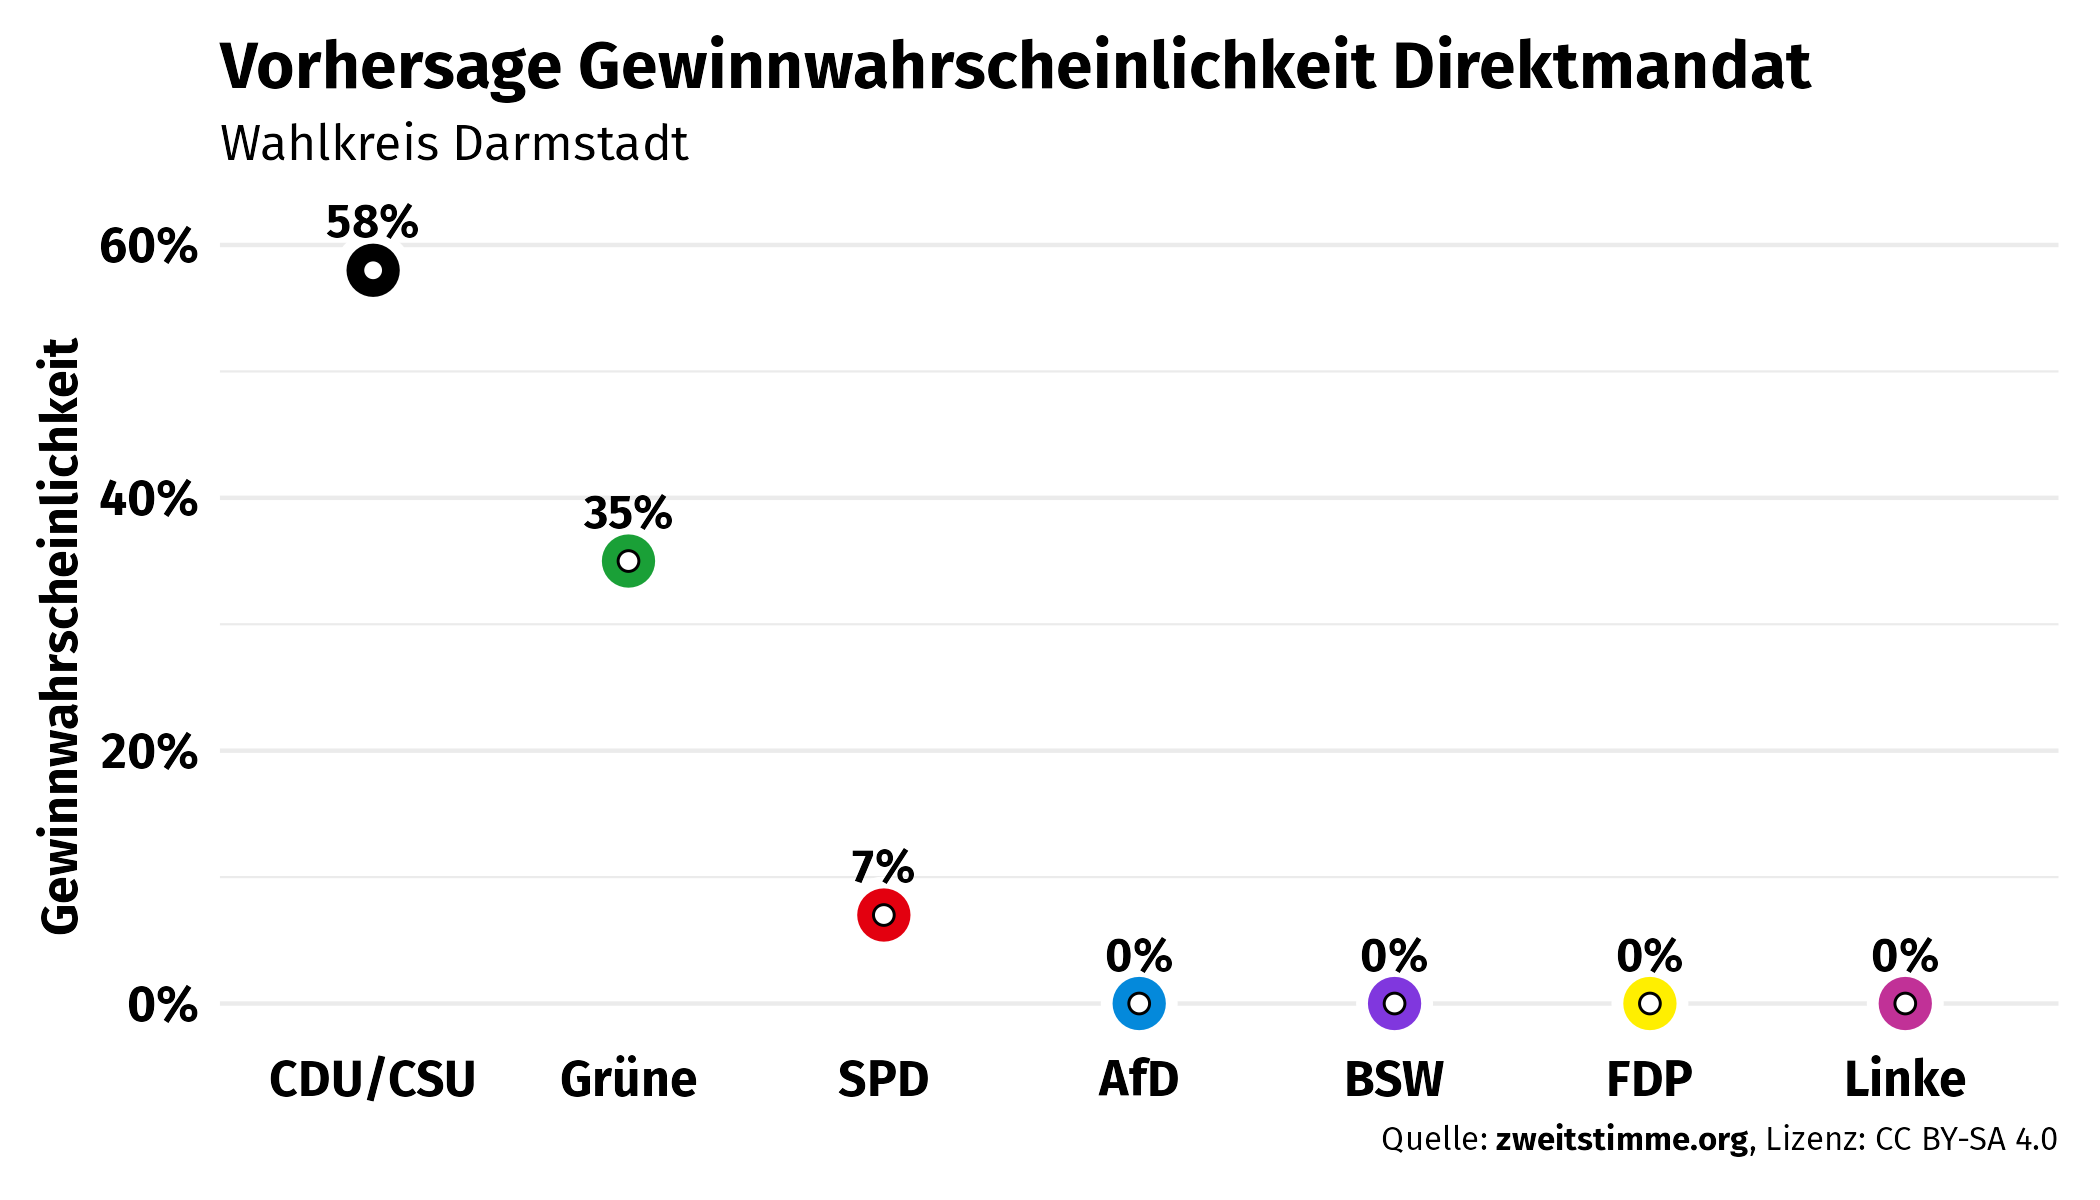 Vorhersage Gewinnwahrscheinlichkeit Direktmandat
Wahlkreis Darmstadt
Gewinnwahrscheinlichkeit
60%
40%
20%
0%
58%
35%
7%
0%
0%
0%
0%
CDU/CSU
Grüne
SPD
AfD
BSW
FDP
Linke
Quelle: zweitstimme.org, Lizenz: CC BY-SA 4.0